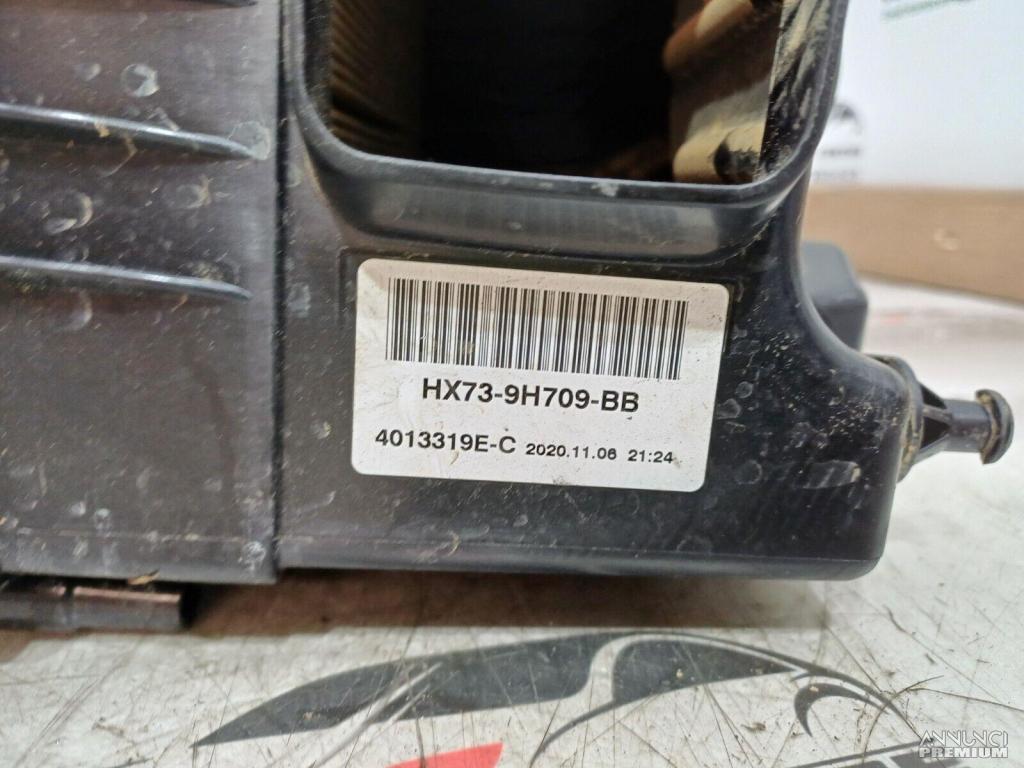 HX73-9H709-BB
4013319E-C 2020.11.06 21:24
ANNUNCI
PREMIUM